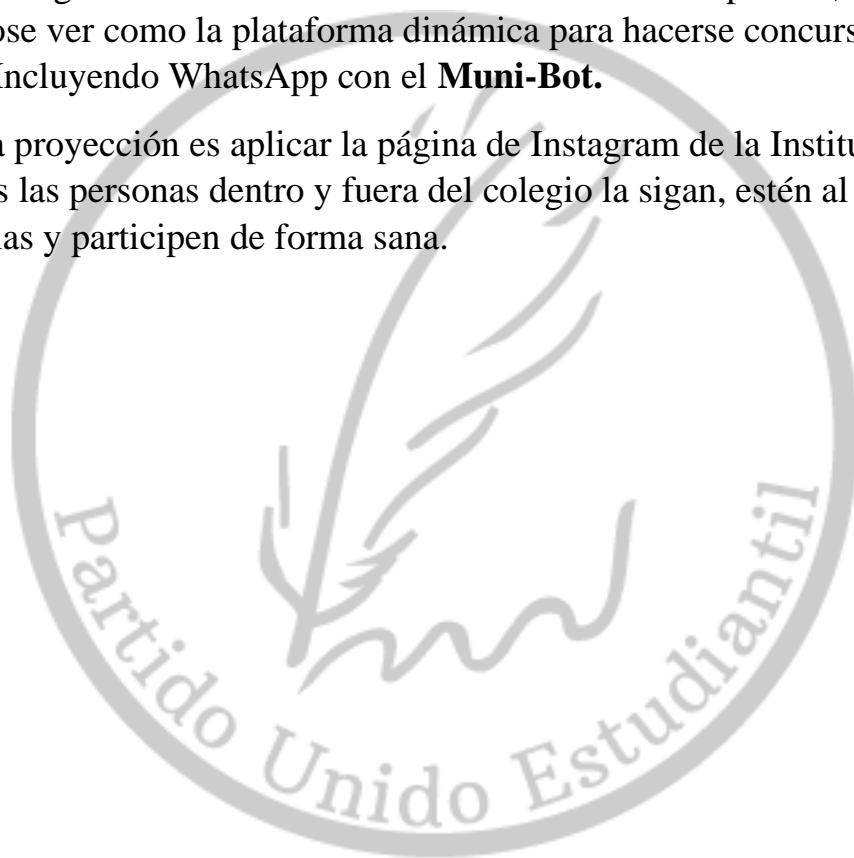 ose ver como la plataforma dinámica para hacerse concurs
Incluyendo WhatsApp con el Muni-Bot.
a proyección es aplicar la página de Instagram de la Institu
s las personas dentro y fuera del colegio la sigan, estén al
ias y participen de forma sana.
Partido Unido Estudiantil